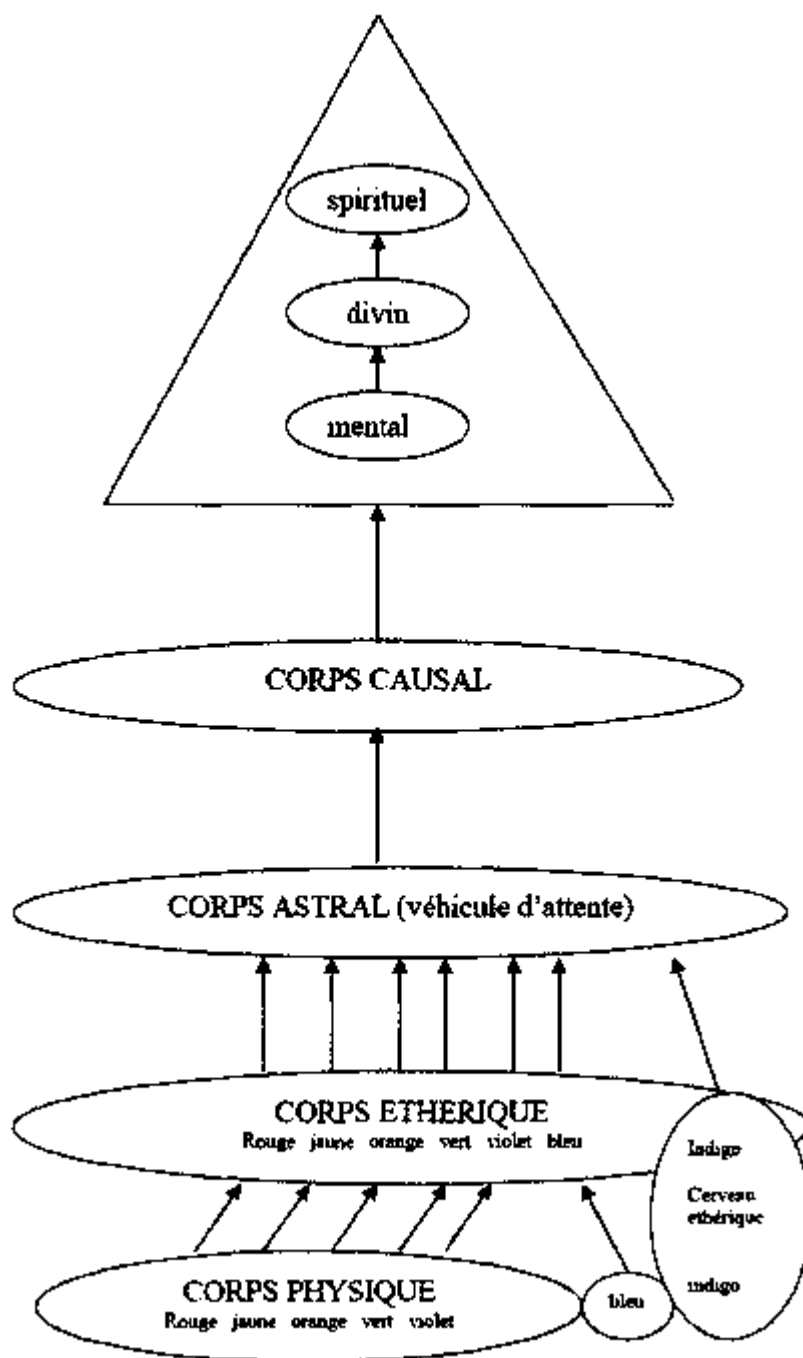 spirituel
divin
mental
CORPS CAUSAL
CORPS ASTRAL (véhicule d'attente)
CORPS ETHERIQUE
Rouge jaune orange vert violet bleu
Indigo
Cerveau
ethérique
indigo
CORPS PHYSIQUE
Rouge jaune orange vert violet
bleu